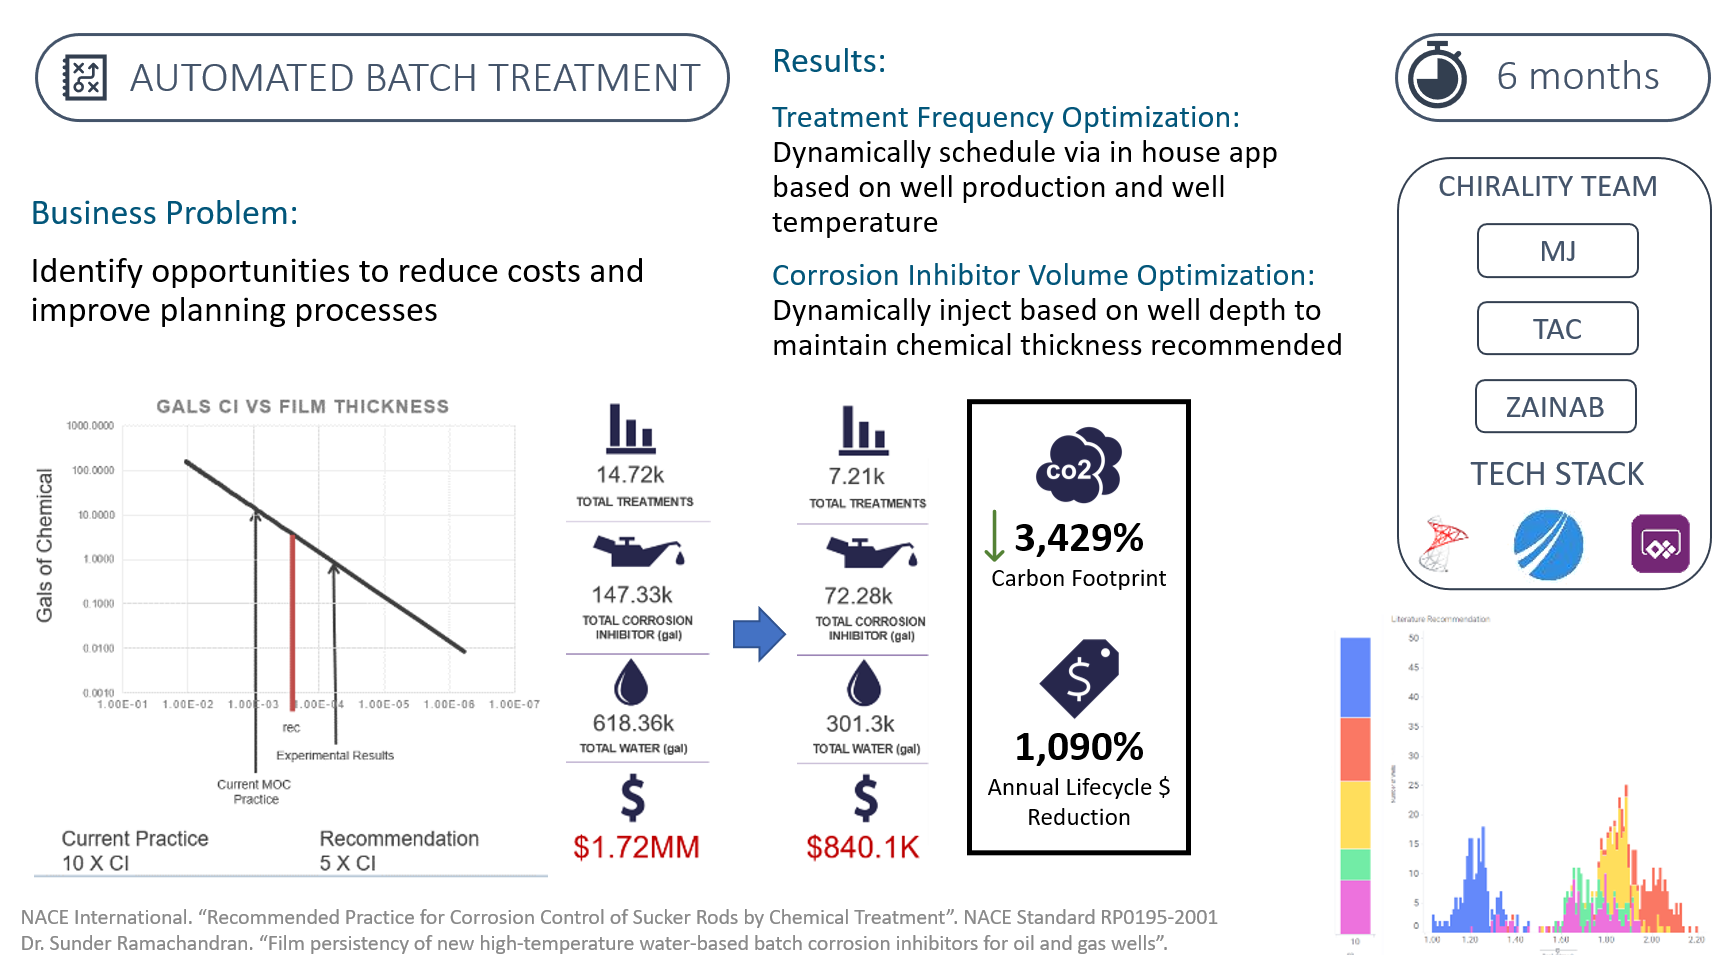 AUTOMATED BATCH TREATMENT
Business Problem:
Identify opportunities to reduce costs and
improve planning processes
Results:
Treatment Frequency Optimization:
Dynamically schedule via in house app
based on well production and well
temperature
Corrosion Inhibitor Volume Optimization:
Dynamically inject based on well depth to
maintain chemical thickness recommended
6 months
CHIRALITY TEAM
MJ
TAC
ZAINAB
TECH STACK
GALS CI VS FILM THICKNESS
Gals of Chemical
1000.0000
100.0000
10.0000
1.0000
0.1000
0.0100
0.0010
1.00E-01 1.00E-02 1.00E-03 1.00E-04 1.00E-05 1.00E-06 1.00E-07
rec
Experimental Results
Current MOC
Practice
Current Practice
10 X CI
Recommendation
5 X CI
14.72k
TOTAL TREATMENTS
147.33k
TOTAL CORROSION
INHIBITOR (gal)
618.36k
TOTAL WATER (gal)
$
$1.72MM
7.21k
TOTAL TREATMENTS
72.28k
TOTAL CORROSION
INHIBITOR (gal)
301.3k
TOTAL WATER (gal)
$
$840.1K
co2
3,429%
Carbon Footprint
$
1,090%
Annual Lifecycle $
Reduction
Literature Recommendation
50
45
40
35
30
25
20
15
10
5
0
1.00 1.20 1.40 1.60 1.80 2.00 2.20
10
NACE International. “Recommended Practice for Corrosion Control of Sucker Rods by Chemical Treatment”. NACE Standard RP0195-2001
Dr. Sunder Ramachandran. “Film persistency of new high-temperature water-based batch corrosion inhibitors for oil and gas wells”.